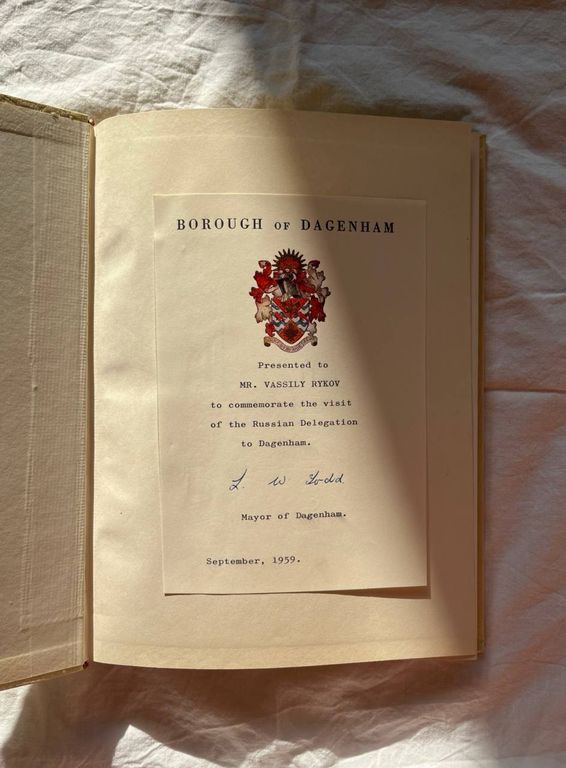 BOROUGH OF DAGENHAM
Presented to
MR. VASSILY RYKOV
to commemorate the visit
of the Russian Delegation
to Dagenham.
L. W Todd
Mayor of Dagenham.
September, 1959.